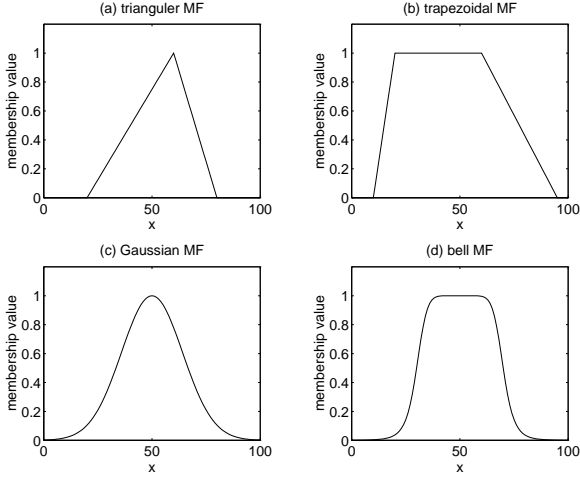 (a) trianguler MF
membership value
1
0.8
0.6
0.4
0.2
0
0 50 100
x
(b) trapezoidal MF
membership value
1
0.8
0.6
0.4
0.2
0
0 50 100
x
(c) Gaussian MF
membership value
1
0.8
0.6
0.4
0.2
0
0 50 100
x
(d) bell MF
membership value
1
0.8
0.6
0.4
0.2
0
0 50 100
x